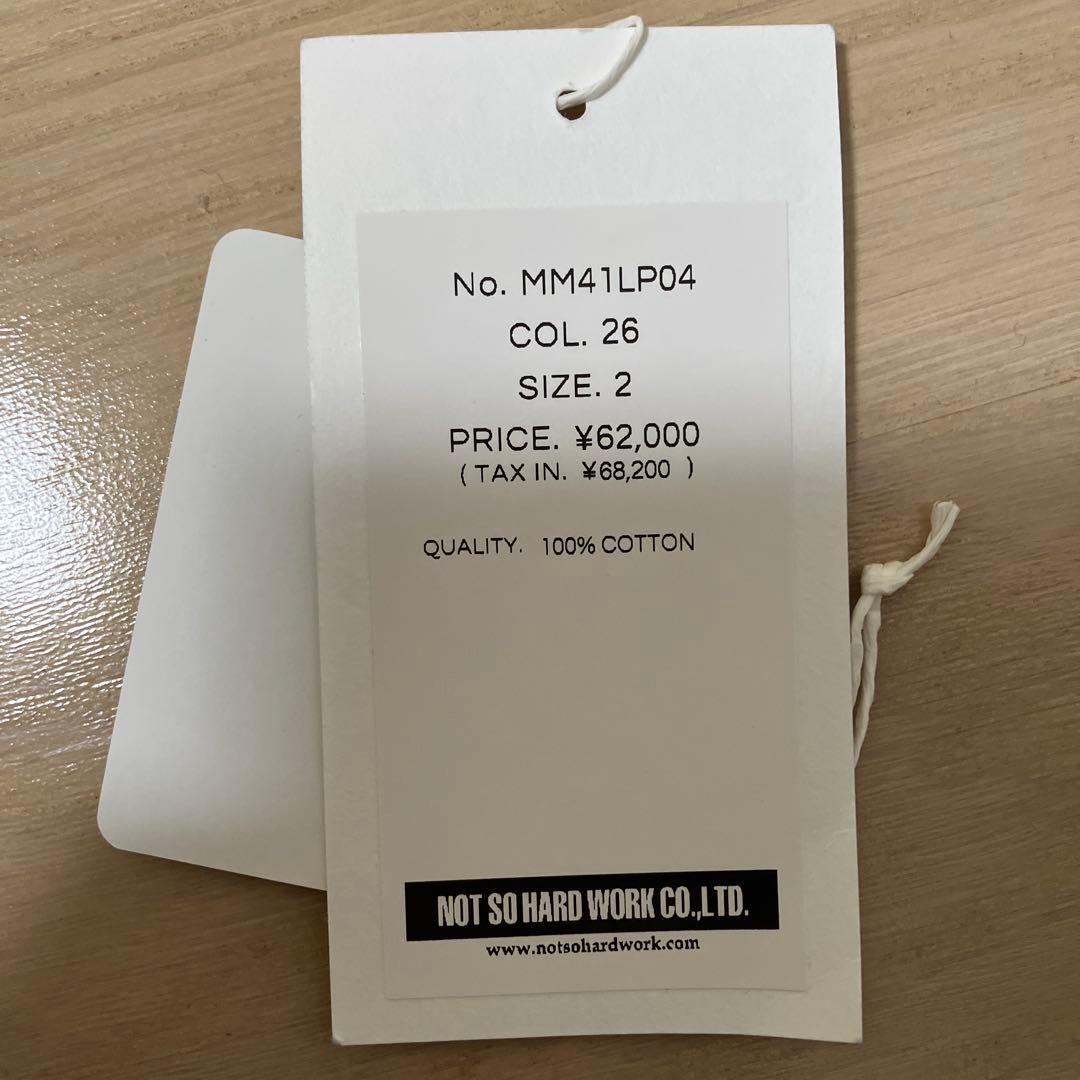 No. MM41LP04
COL. 26
SIZE. 2
PRICE. ¥62,000
( TAX IN. ¥68,200 )
QUALITY. 100% COTTON
NOT SO HARD WORK CO.,LTD.
www.notsohardwork.com